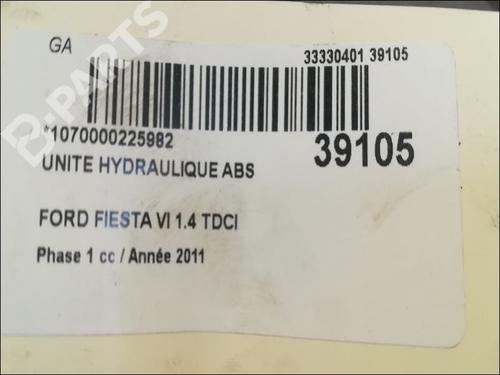 GA
33330401 39105
*1070000225982
39105
UNITE HYDRAULIQUE ABS
FORD FIESTA VI 1.4 TDCI
Phase 1 cc / Année 2011
B-PARTS